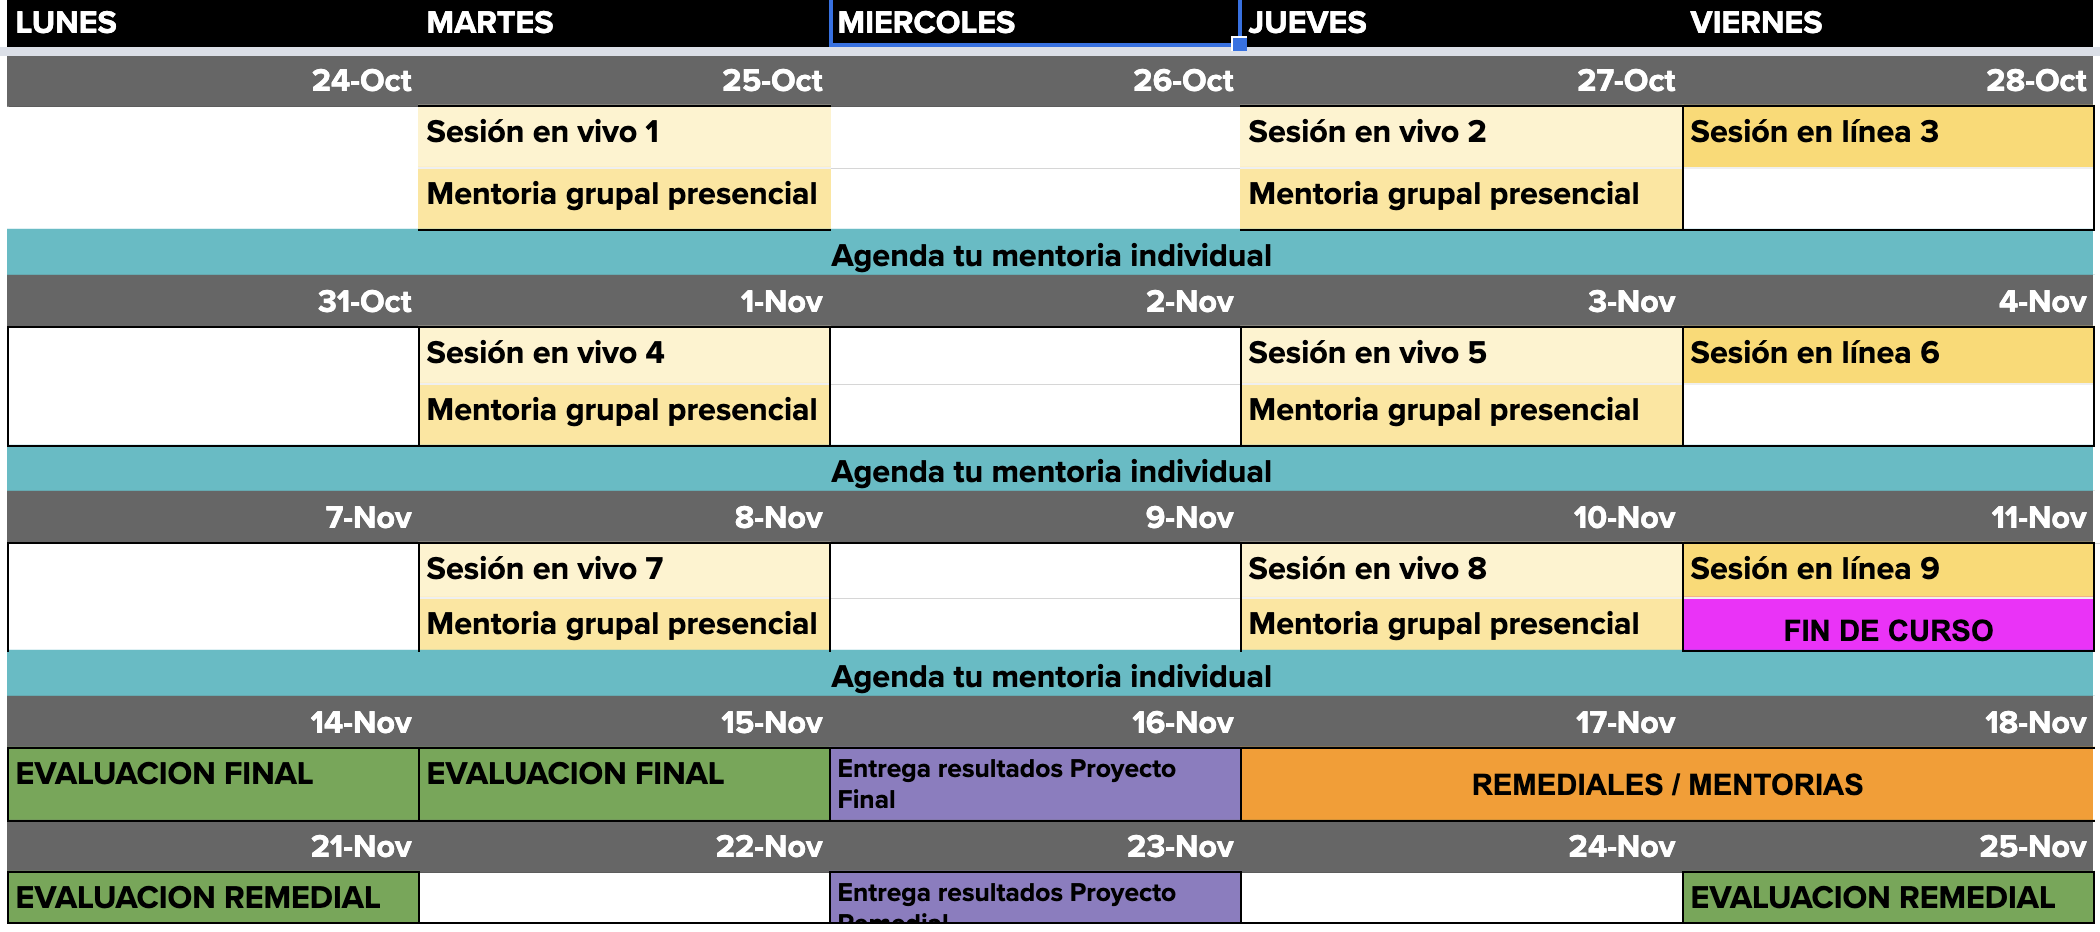 LUNES MARTES MIERCOLES JUEVES VIERNES
24-Oct 25-Oct 26-Oct 27-Oct 28-Oct
Sesión en vivo 1 Sesión en vivo 2 Sesión en línea 3
Mentoria grupal presencial Mentoria grupal presencial
Agenda tu mentoria individual
31-Oct 1-Nov 2-Nov 3-Nov 4-Nov
Sesión en vivo 4 Sesión en vivo 5 Sesión en línea 6
Mentoria grupal presencial Mentoria grupal presencial
Agenda tu mentoria individual
7-Nov 8-Nov 9-Nov 10-Nov 11-Nov
Sesión en vivo 7 Sesión en vivo 8 Sesión en línea 9
Mentoria grupal presencial Mentoria grupal presencial FIN DE CURSO
Agenda tu mentoria individual
14-Nov 15-Nov 16-Nov 17-Nov 18-Nov
EVALUACION FINAL EVALUACION FINAL Entrega resultados Proyecto REMEDIALES / MENTORIAS
Final
21-Nov 22-Nov 23-Nov 24-Nov 25-Nov
EVALUACION REMEDIAL Entrega resultados Proyecto EVALUACION REMEDIAL
Remedial